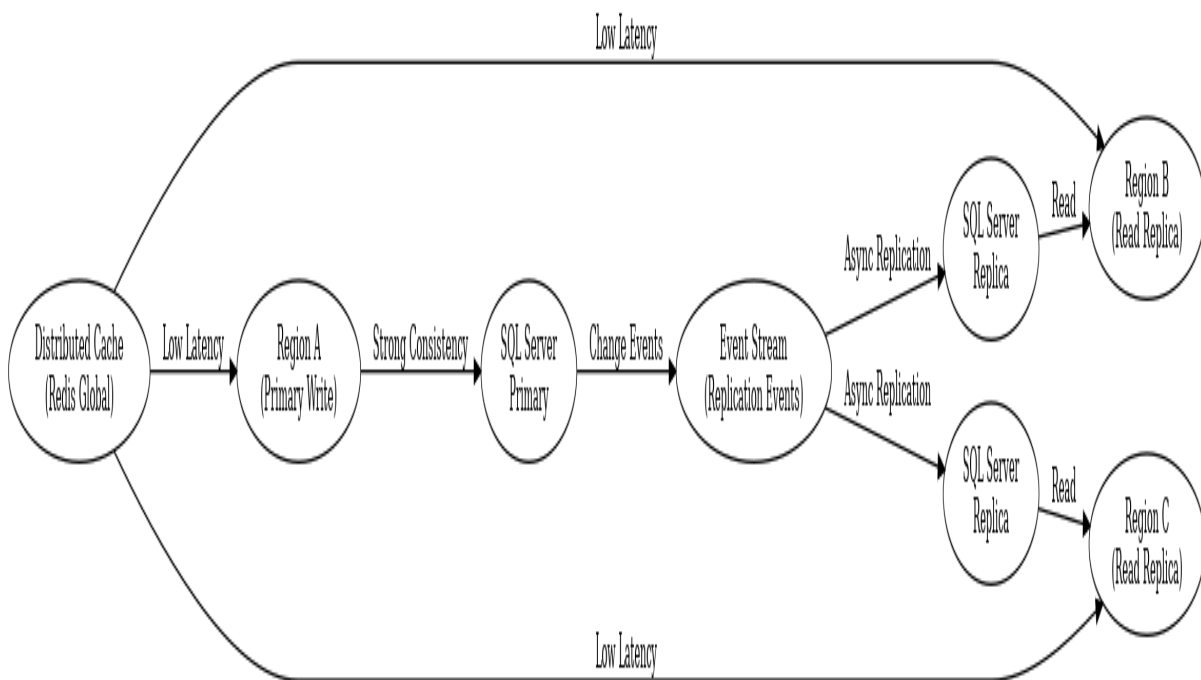 Low Latency
Region B
(Read Replica)
Read
SQL Server
Replica
Async Replication
Distributed Cache
(Redis Global)
Low Latency
Region A
(Primary Write)
Strong Consistency
SQL Server
Primary
Change Events
Event Stream
(Replication Events)
Async Replication
SQL Server
Replica
Read
Region C
(Read Replica)
Low Latency